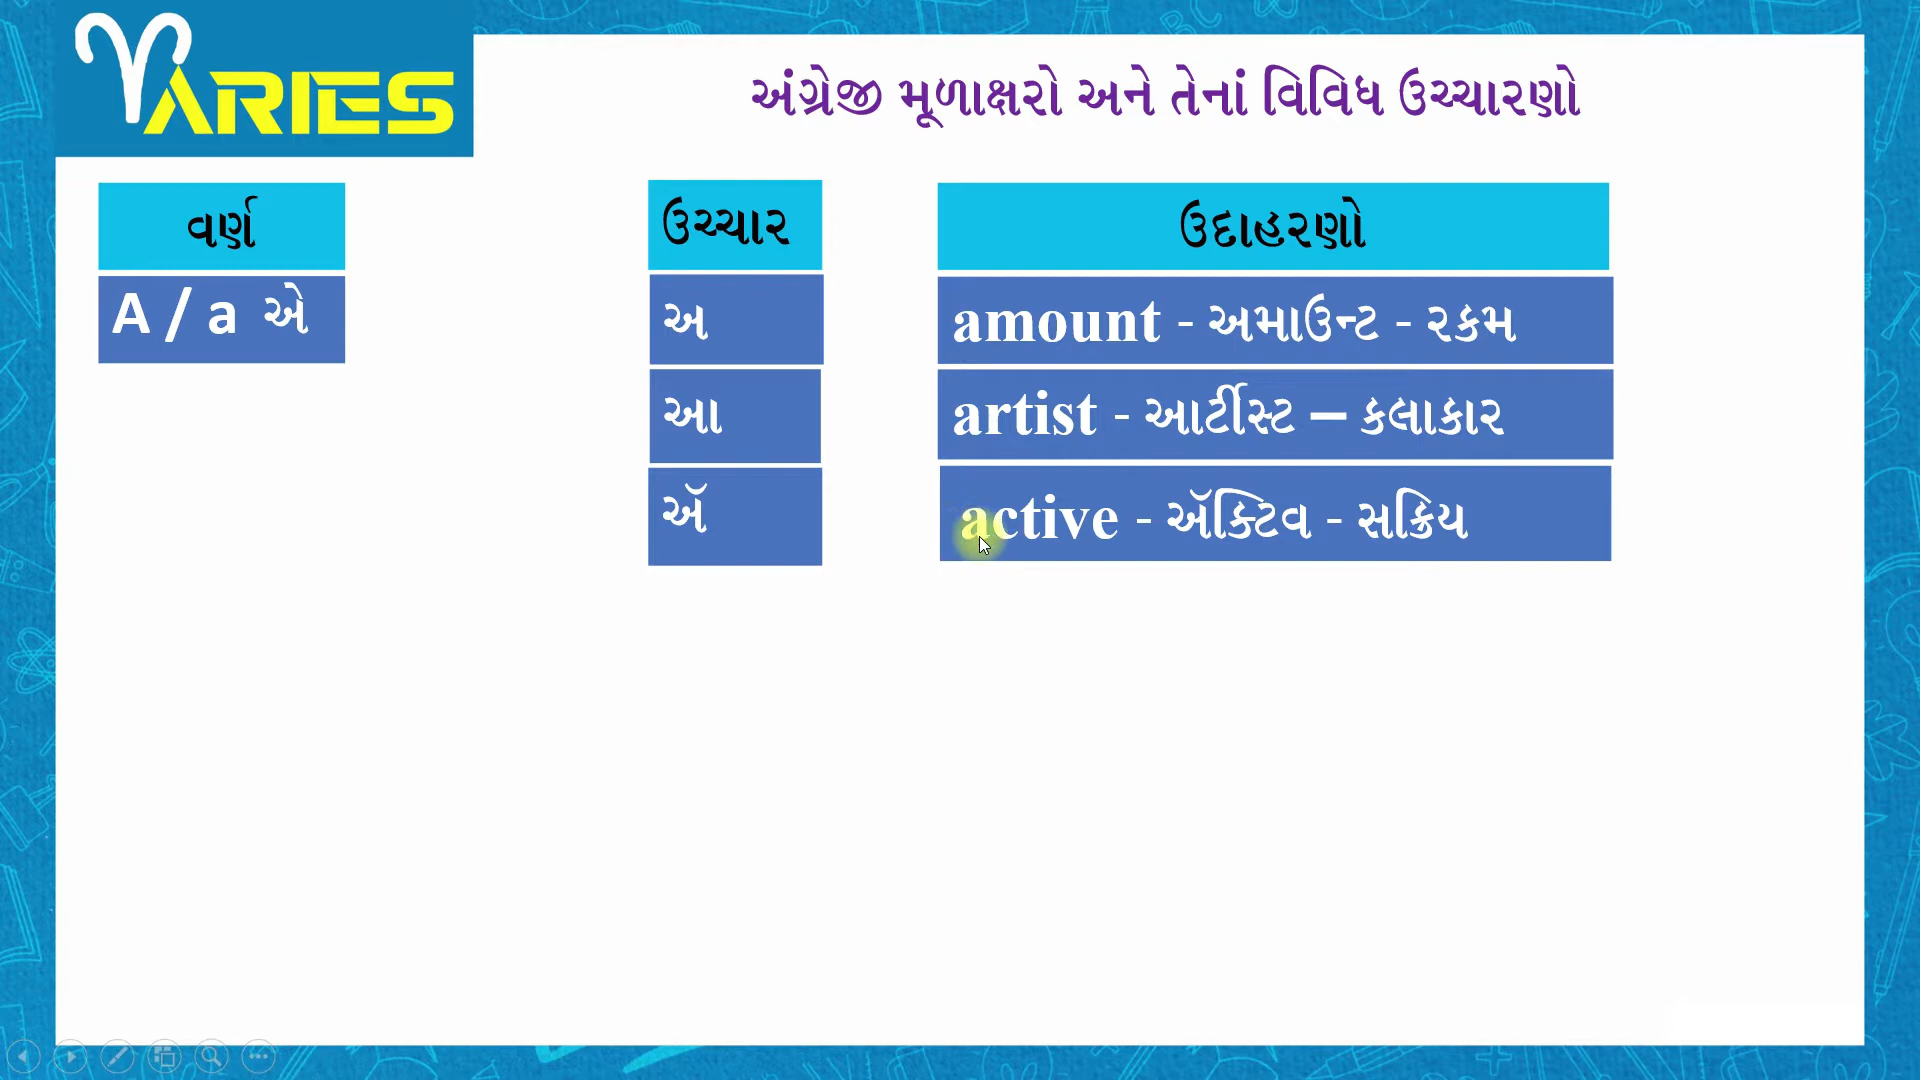 ARIES
અંગ્રેજી મૂળાક્ષરો અને તેનાં વિવિધ ઉચ્ચારણો
વર્ણ ઉચ્ચાર ઉદાહરણો
A / a એ અ amount - અમાઉન્ટ - રકમ
આ artist - આર્ટીસ્ટ – કલાકાર
ઍ active - ઍક્ટિવ - સક્રિય